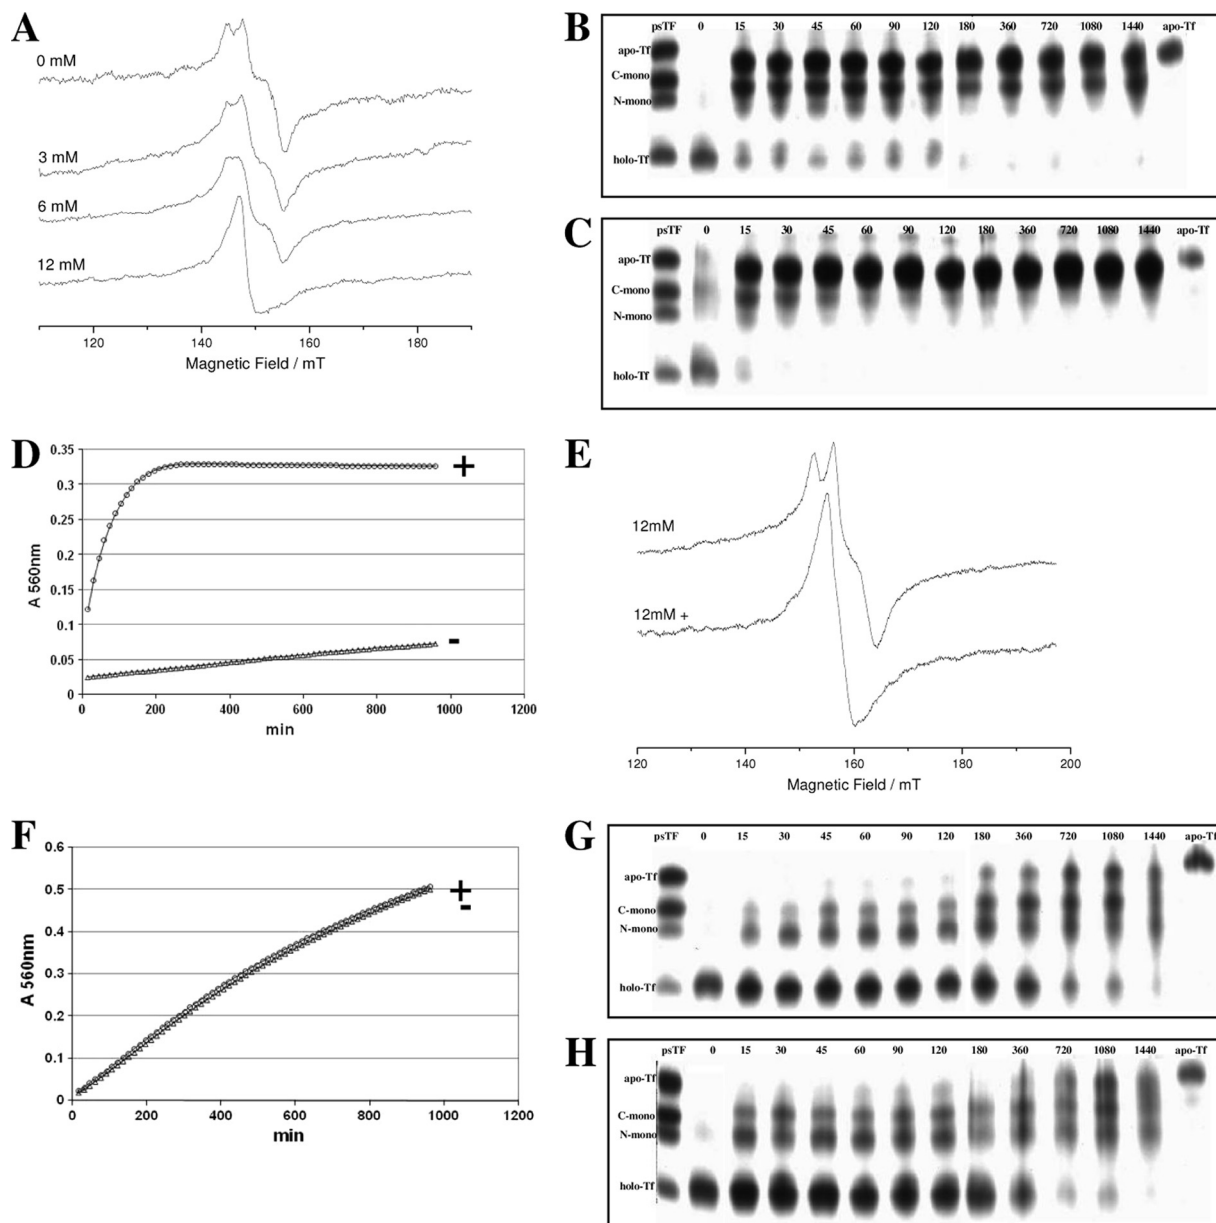 A
0 mM
3 mM
6 mM
12 mM
120 140 160 180
Magnetic Field / mT
B
psTF 0 15 30 45 60 90 120 180 360 720 1080 1440 apo-Tf
apo-Tf
C-mono
N-mono
holo-Tf
C
psTF 0 15 30 45 60 90 120 180 360 720 1080 1440 apo-Tf
apo-Tf
C-mono
N-mono
holo-Tf
D
0.35
0.3
0.25
0.2
0.15
0.1
0.05
0
A 560nm
+
-
0 200 400 600 800 1000 1200
min
E
12mM
12mM +
120 140 160 180 200
Magnetic Field / mT
F
0.6
0.5
0.4
0.3
0.2
0.1
0
A 560nm
+
-
0 200 400 600 800 1000 1200
min
G
psTF 0 15 30 45 60 90 120 180 360 720 1080 1440 apo-Tf
apo-Tf
C-mono
N-mono
holo-Tf
H
psTF 0 15 30 45 60 90 120 180 360 720 1080 1440 apo-Tf
apo-Tf
C-mono
N-mono
holo-Tf